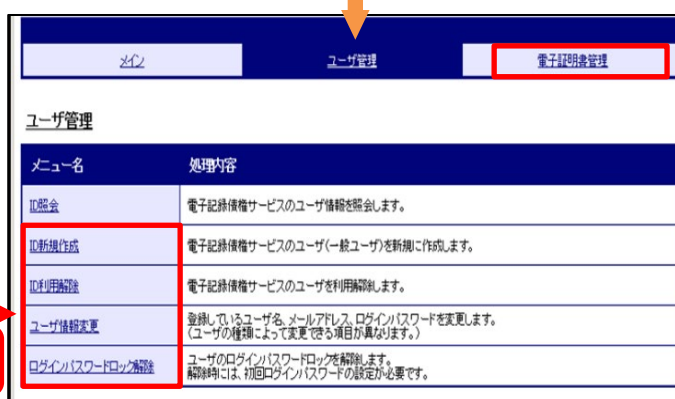 メイン
ユーザ管理
電子証明書管理
ユーザ管理
メニュー名
処理内容
ID照会
電子記録債権サービスのユーザ情報を照会します。
ID新規作成
電子記録債権サービスのユーザ(一般ユーザ)を新規に作成します。
ID利用解除
電子記録債権サービスのユーザを利用解除します。
ユーザ情報変更
登録しているユーザ名、メールアドレス、ログインパスワードを変更します。
(ユーザの種類によって変更できる項目が異なります。)
ログインパスワードロック解除
ユーザのログインパスワードロックを解除します。
解除時には、初回ログインパスワードの設定が必要です。